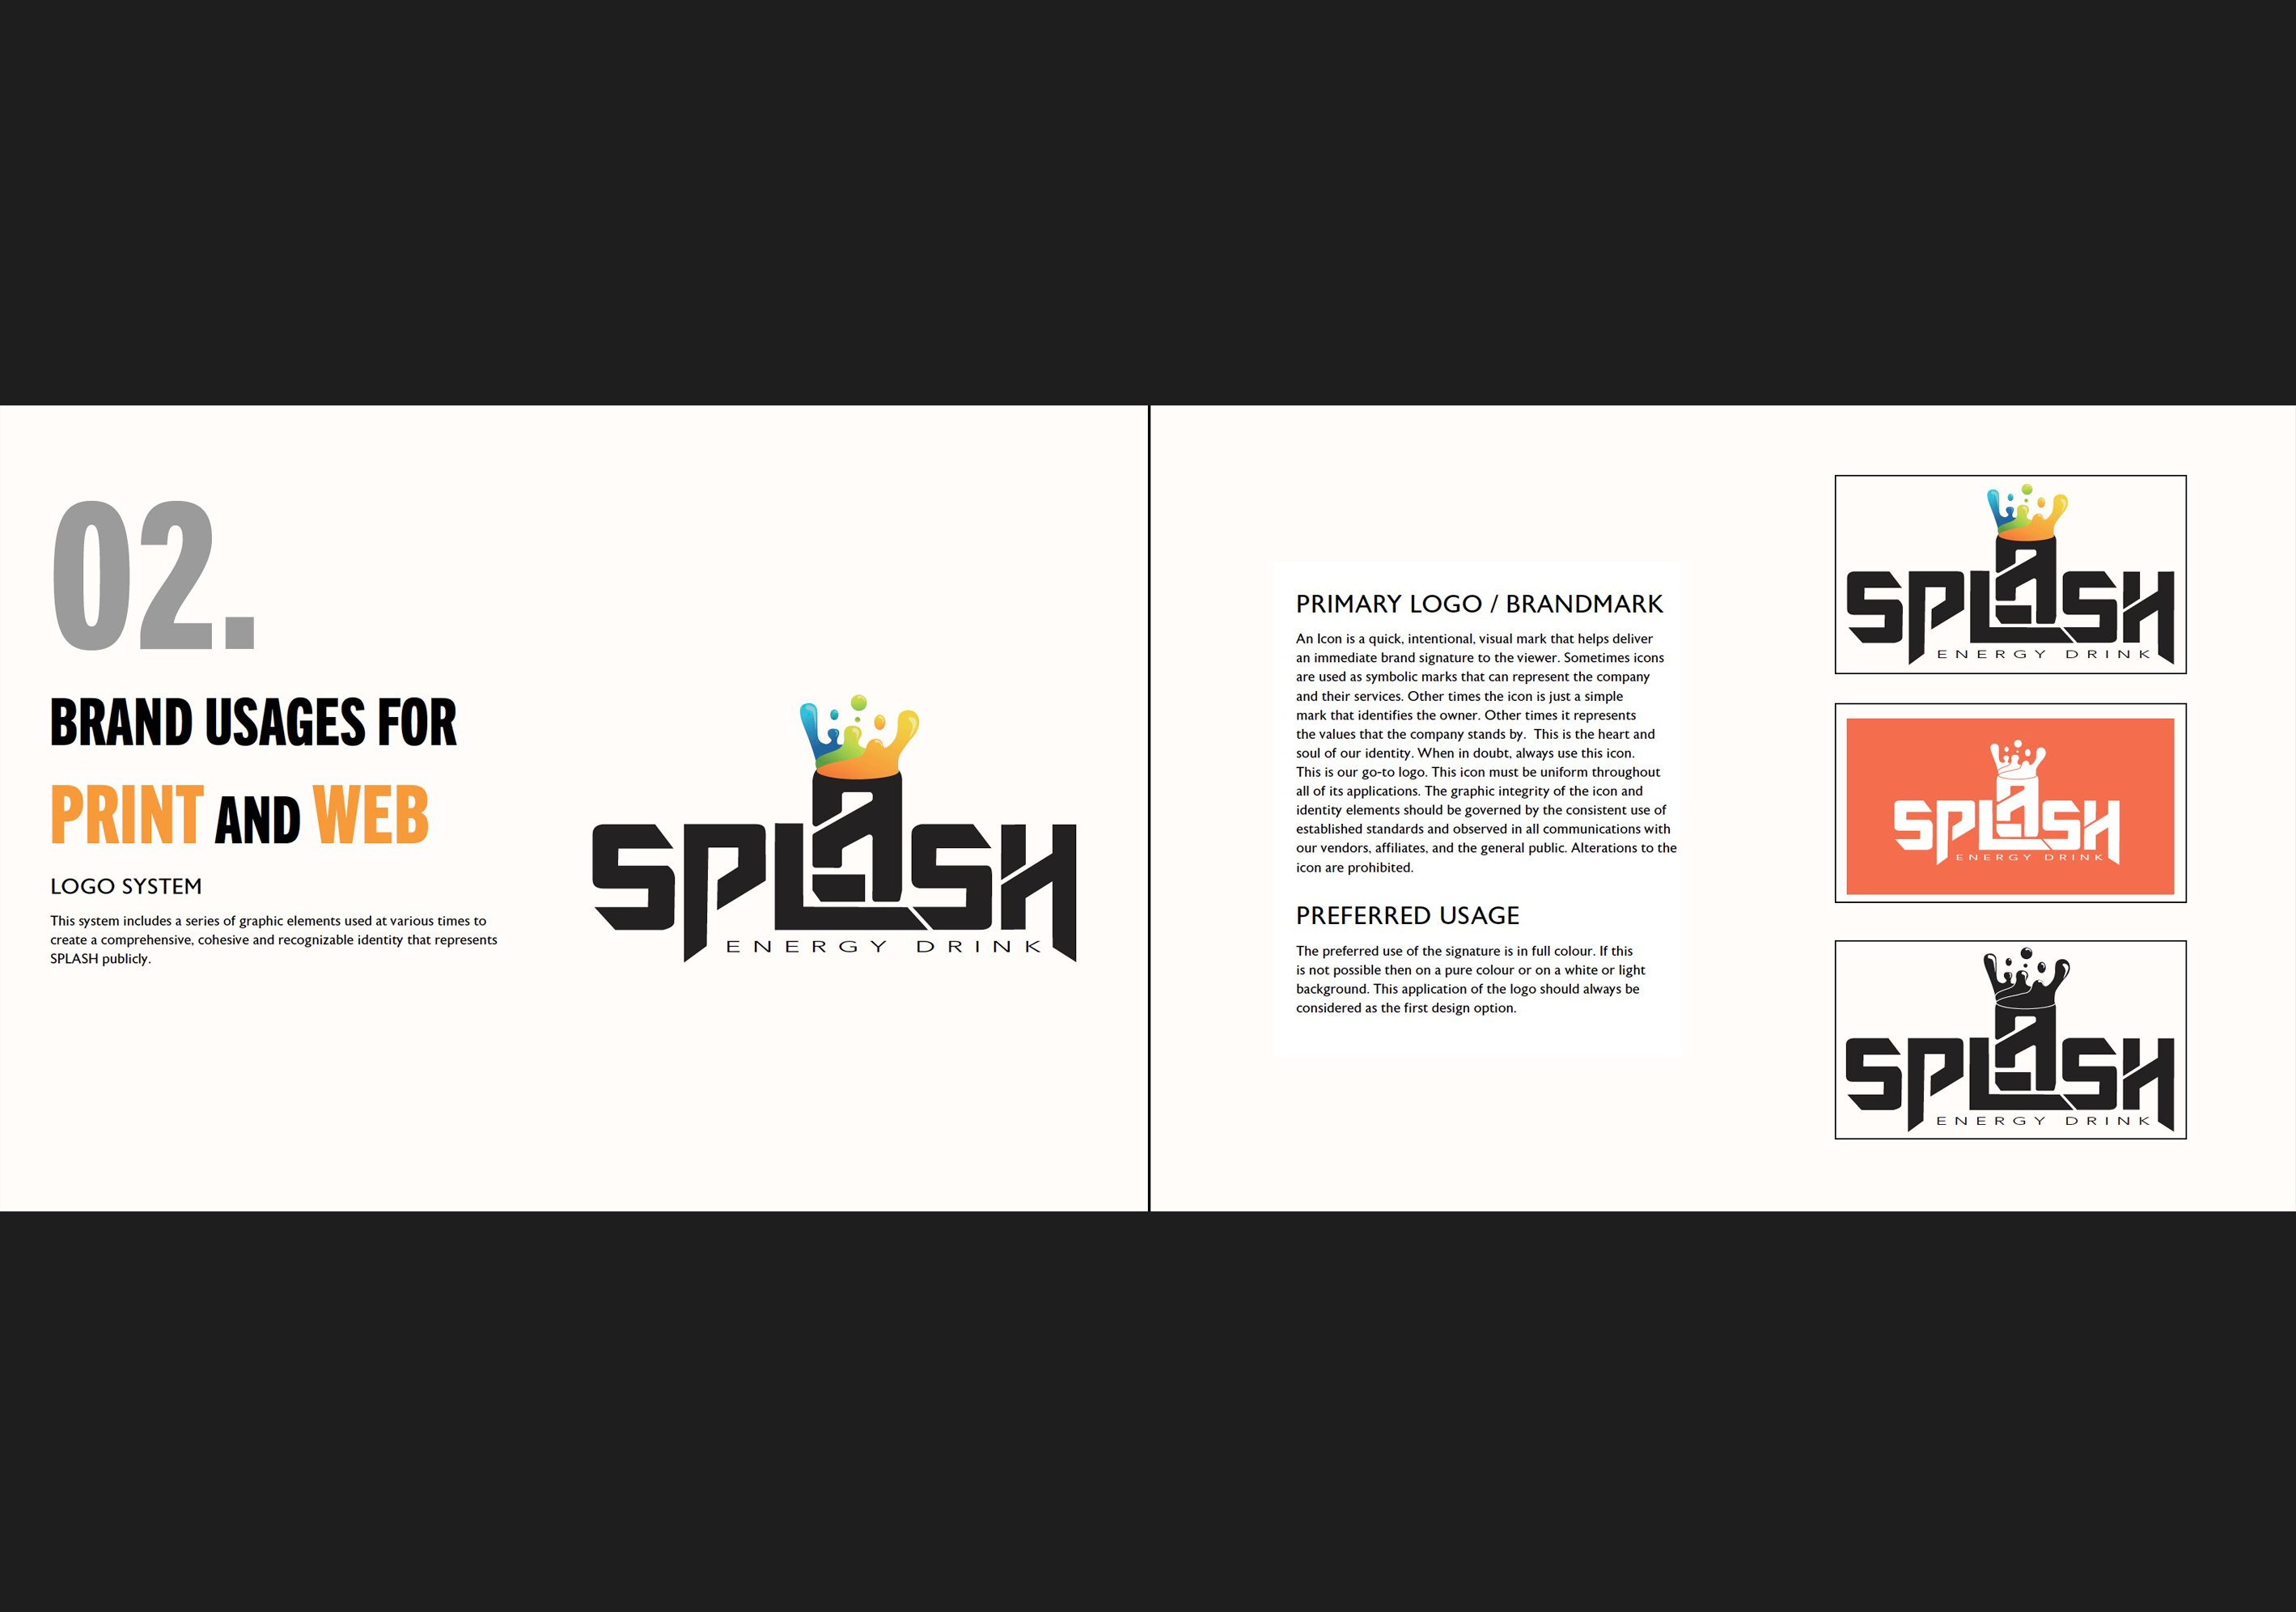 02.
BRAND USAGES FOR
PRINT AND WEB
LOGO SYSTEM
This system includes a series of graphic elements used at various times to
create a comprehensive, cohesive and recognizable identity that represents
SPLASH publicly.
SPLASH
ENERGY DRINK
PRIMARY LOGO / BRANDMARK
An Icon is a quick, intentional, visual mark that helps deliver
an immediate brand signature to the viewer. Sometimes icons
are used as symbolic marks that can represent the company
and their services. Other times the icon is just a simple
mark that identifies the owner. Other times it represents
the values that the company stands by.  This is the heart and
soul of our identity. When in doubt, always use this icon.
This is our go-to logo. This icon must be uniform throughout
all of its applications. The graphic integrity of the icon and
identity elements should be governed by the consistent use of
established standards and observed in all communications with
our vendors, affiliates, and the general public. Alterations to the
icon are prohibited.
PREFERRED USAGE
The preferred use of the signature is in full colour. If this
is not possible then on a pure colour or on a white or light
background. This application of the logo should always be
considered as the first design option.
SPLASH
ENERGY DRINK
SPLASH
ENERGY DRINK
SPLASH
ENERGY DRINK